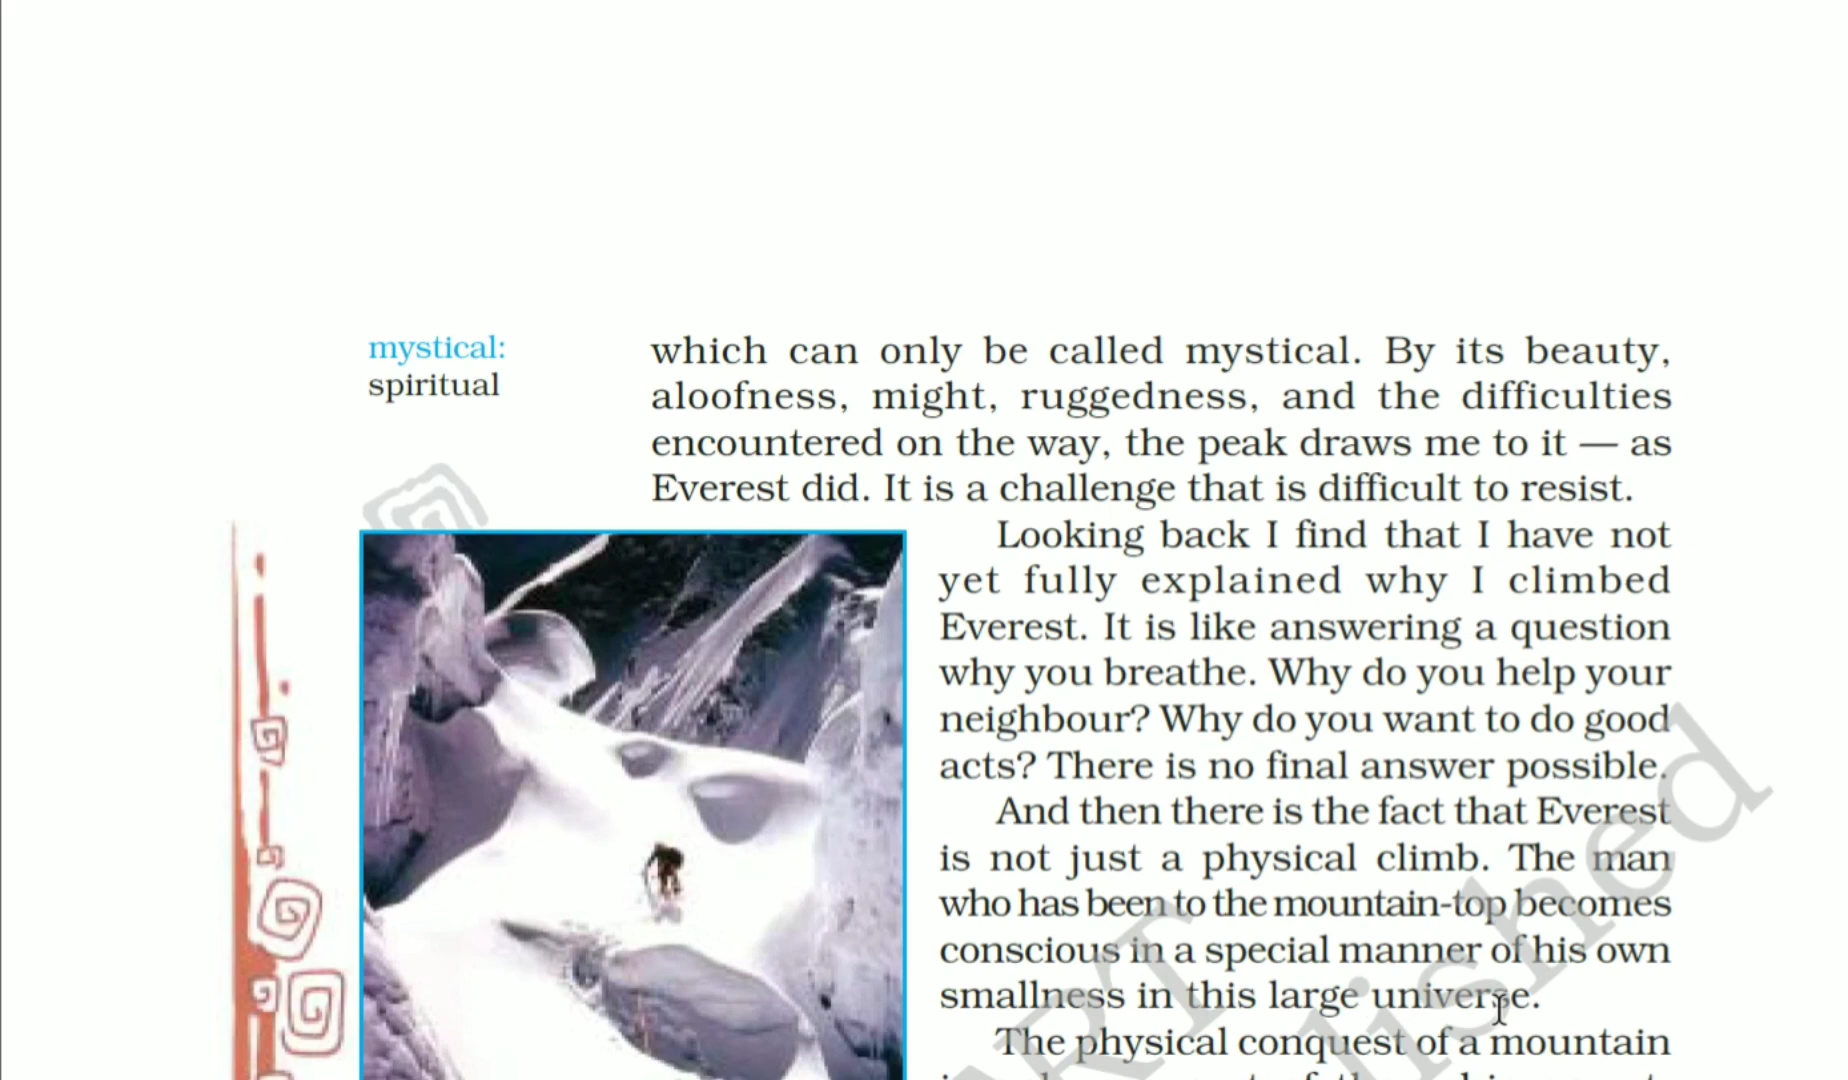 mystical:
spiritual
which can only be called mystical. By its beauty,
aloofness, might, ruggedness, and the difficulties
encountered on the way, the peak draws me to it — as
Everest did. It is a challenge that is difficult to resist.
Looking back I find that I have not
yet fully explained why I climbed
Everest. It is like answering a question
why you breathe. Why do you help your
neighbour? Why do you want to do good
acts? There is no final answer possible.
And then there is the fact that Everest
is not just a physical climb. The man
who has been to the mountain-top becomes
conscious in a special manner of his own
smallness in this large universe.
The physical conquest of a mountain